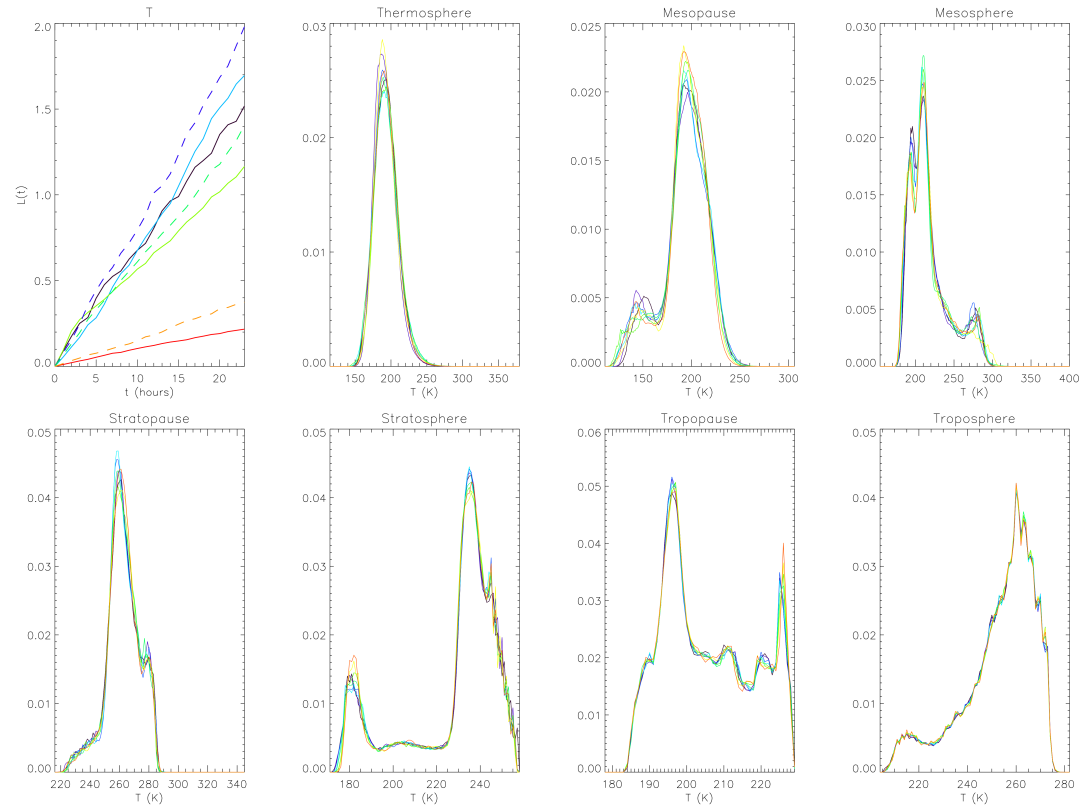 T
2.0
1.5
1.0
0.5
0.0
L(t)
0 5 10 15 20
t (hours)
Thermosphere
0.03
0.02
0.01
0.00
150 200 250 300 350
T (K)
Mesopause
0.025
0.020
0.015
0.010
0.005
0.000
150 200 250 300
T (K)
Mesosphere
0.030
0.025
0.020
0.015
0.010
0.005
0.000
150 200 250 300 350 400
T (K)
Stratopause
0.05
0.04
0.03
0.02
0.01
0.00
220 240 260 280 300 320 340
T (K)
Stratosphere
0.05
0.04
0.03
0.02
0.01
0.00
180 200 220 240
T (K)
Tropopause
0.06
0.05
0.04
0.03
0.02
0.01
0.00
180 190 200 210 220
T (K)
Troposphere
0.05
0.04
0.03
0.02
0.01
0.00
220 240 260 280
T (K)